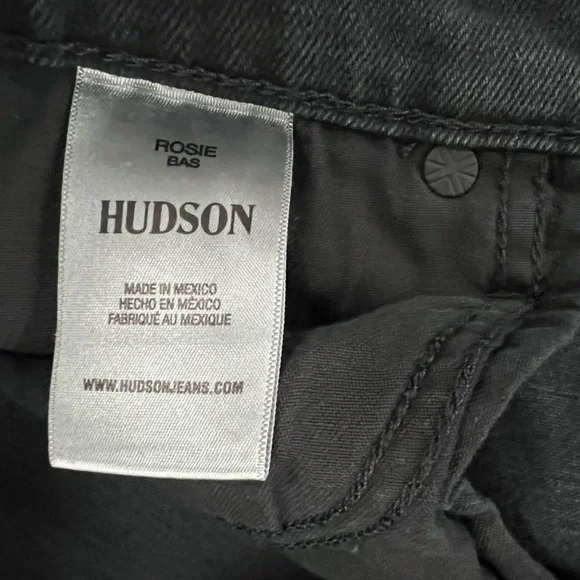 ROSIE
BAS
HUDSON
MADE IN MEXICO
HECHO EN MÉXICO
FABRIQUÉ AU MEXIQUE
WWW.HUDSONJEANS.COM